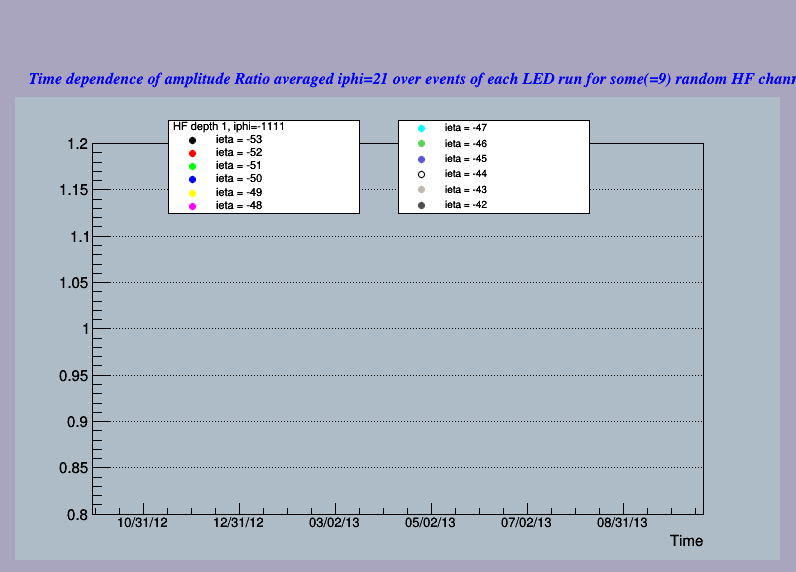 Time dependence of amplitude Ratio averaged iphi=21 over events of each LED run for some(=9) random HF
HF depth 1, iphi=-1111
ieta = -53
ieta = -52
ieta = -51
ieta = -50
ieta = -49
ieta = -48
ieta = -47
ieta = -46
ieta = -45
ieta = -44
ieta = -43
ieta = -42
1.2
1.15
1.1
1.05
1
0.95
0.9
0.85
0.8
10/31/12 12/31/12 03/02/13 05/02/13 07/02/13 08/31/13
Time